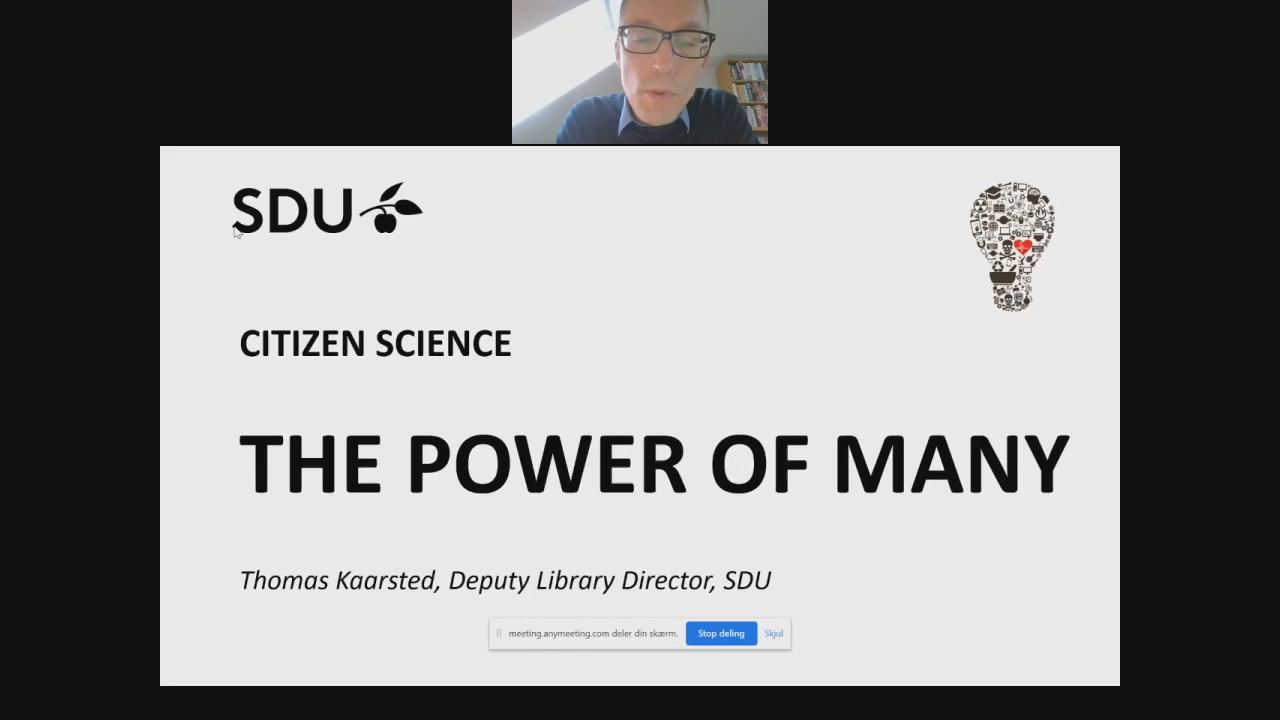 SDU
CITIZEN SCIENCE
THE POWER OF MANY
Thomas Kaarsted, Deputy Library Director, SDU
meeting.anymeeting.com deler din skærm. Stop deling Skjul